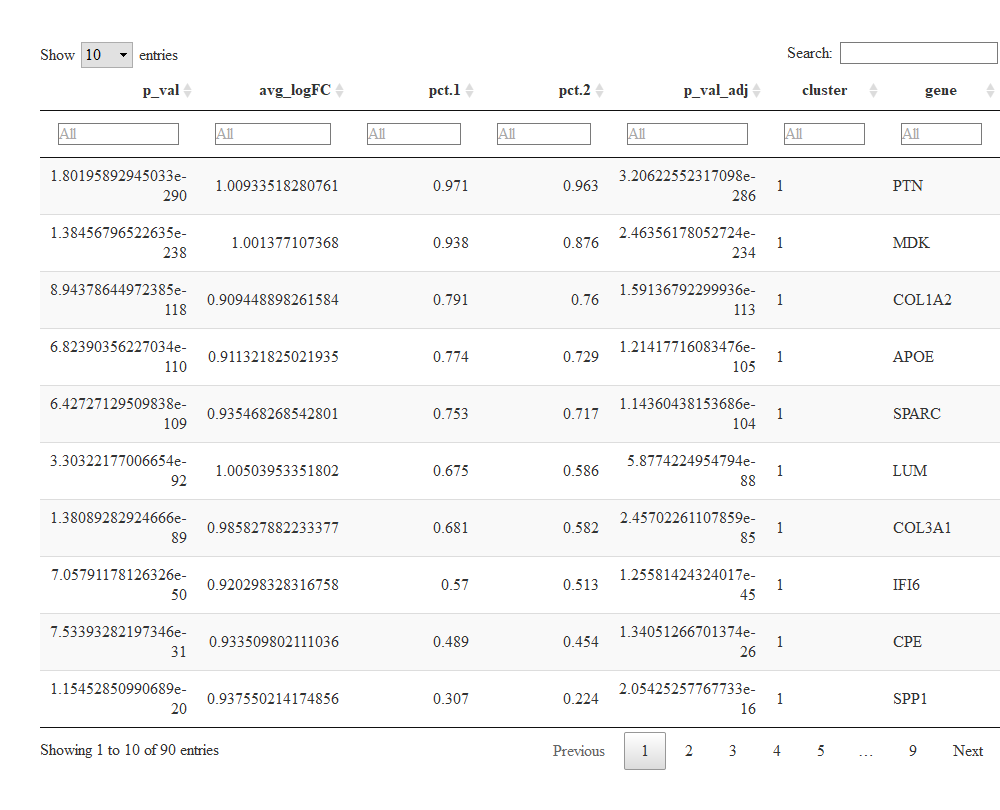 Show 10 entries Search:
p_val avg_logFC pct.1 pct.2 p_val_adj cluster gene
All All All All All All All
1.80195892945033e-290 1.00933518280761 0.971 0.963 3.20622552317098e-286 1 PTN
1.38456796522635e-238 1.001377107368 0.938 0.876 2.46356178052724e-234 1 MDK
8.94378644972385e-118 0.909448898261584 0.791 0.76 1.59136792299936e-113 1 COL1A2
6.82390356227034e-110 0.911321825021935 0.774 0.729 1.21417716083476e-105 1 APOE
6.42727129509838e-109 0.935468268542801 0.753 0.717 1.14360438153686e-104 1 SPARC
3.30322177006654e-92 1.00503953351802 0.675 0.586 5.8774224954794e-88 1 LUM
1.38089282924666e-89 0.985827882233377 0.681 0.582 2.45702261107859e-85 1 COL3A1
7.05791178126326e-50 0.920298328316758 0.57 0.513 1.25581424324017e-45 1 IFI6
7.53393282197346e-31 0.933509802111036 0.489 0.454 1.34051266701374e-26 1 CPE
1.15452850990689e-20 0.937550214174856 0.307 0.224 2.05425257767733e-16 1 SPP1
Showing 1 to 10 of 90 entries Previous 1 2 3 4 5 … 9 Next